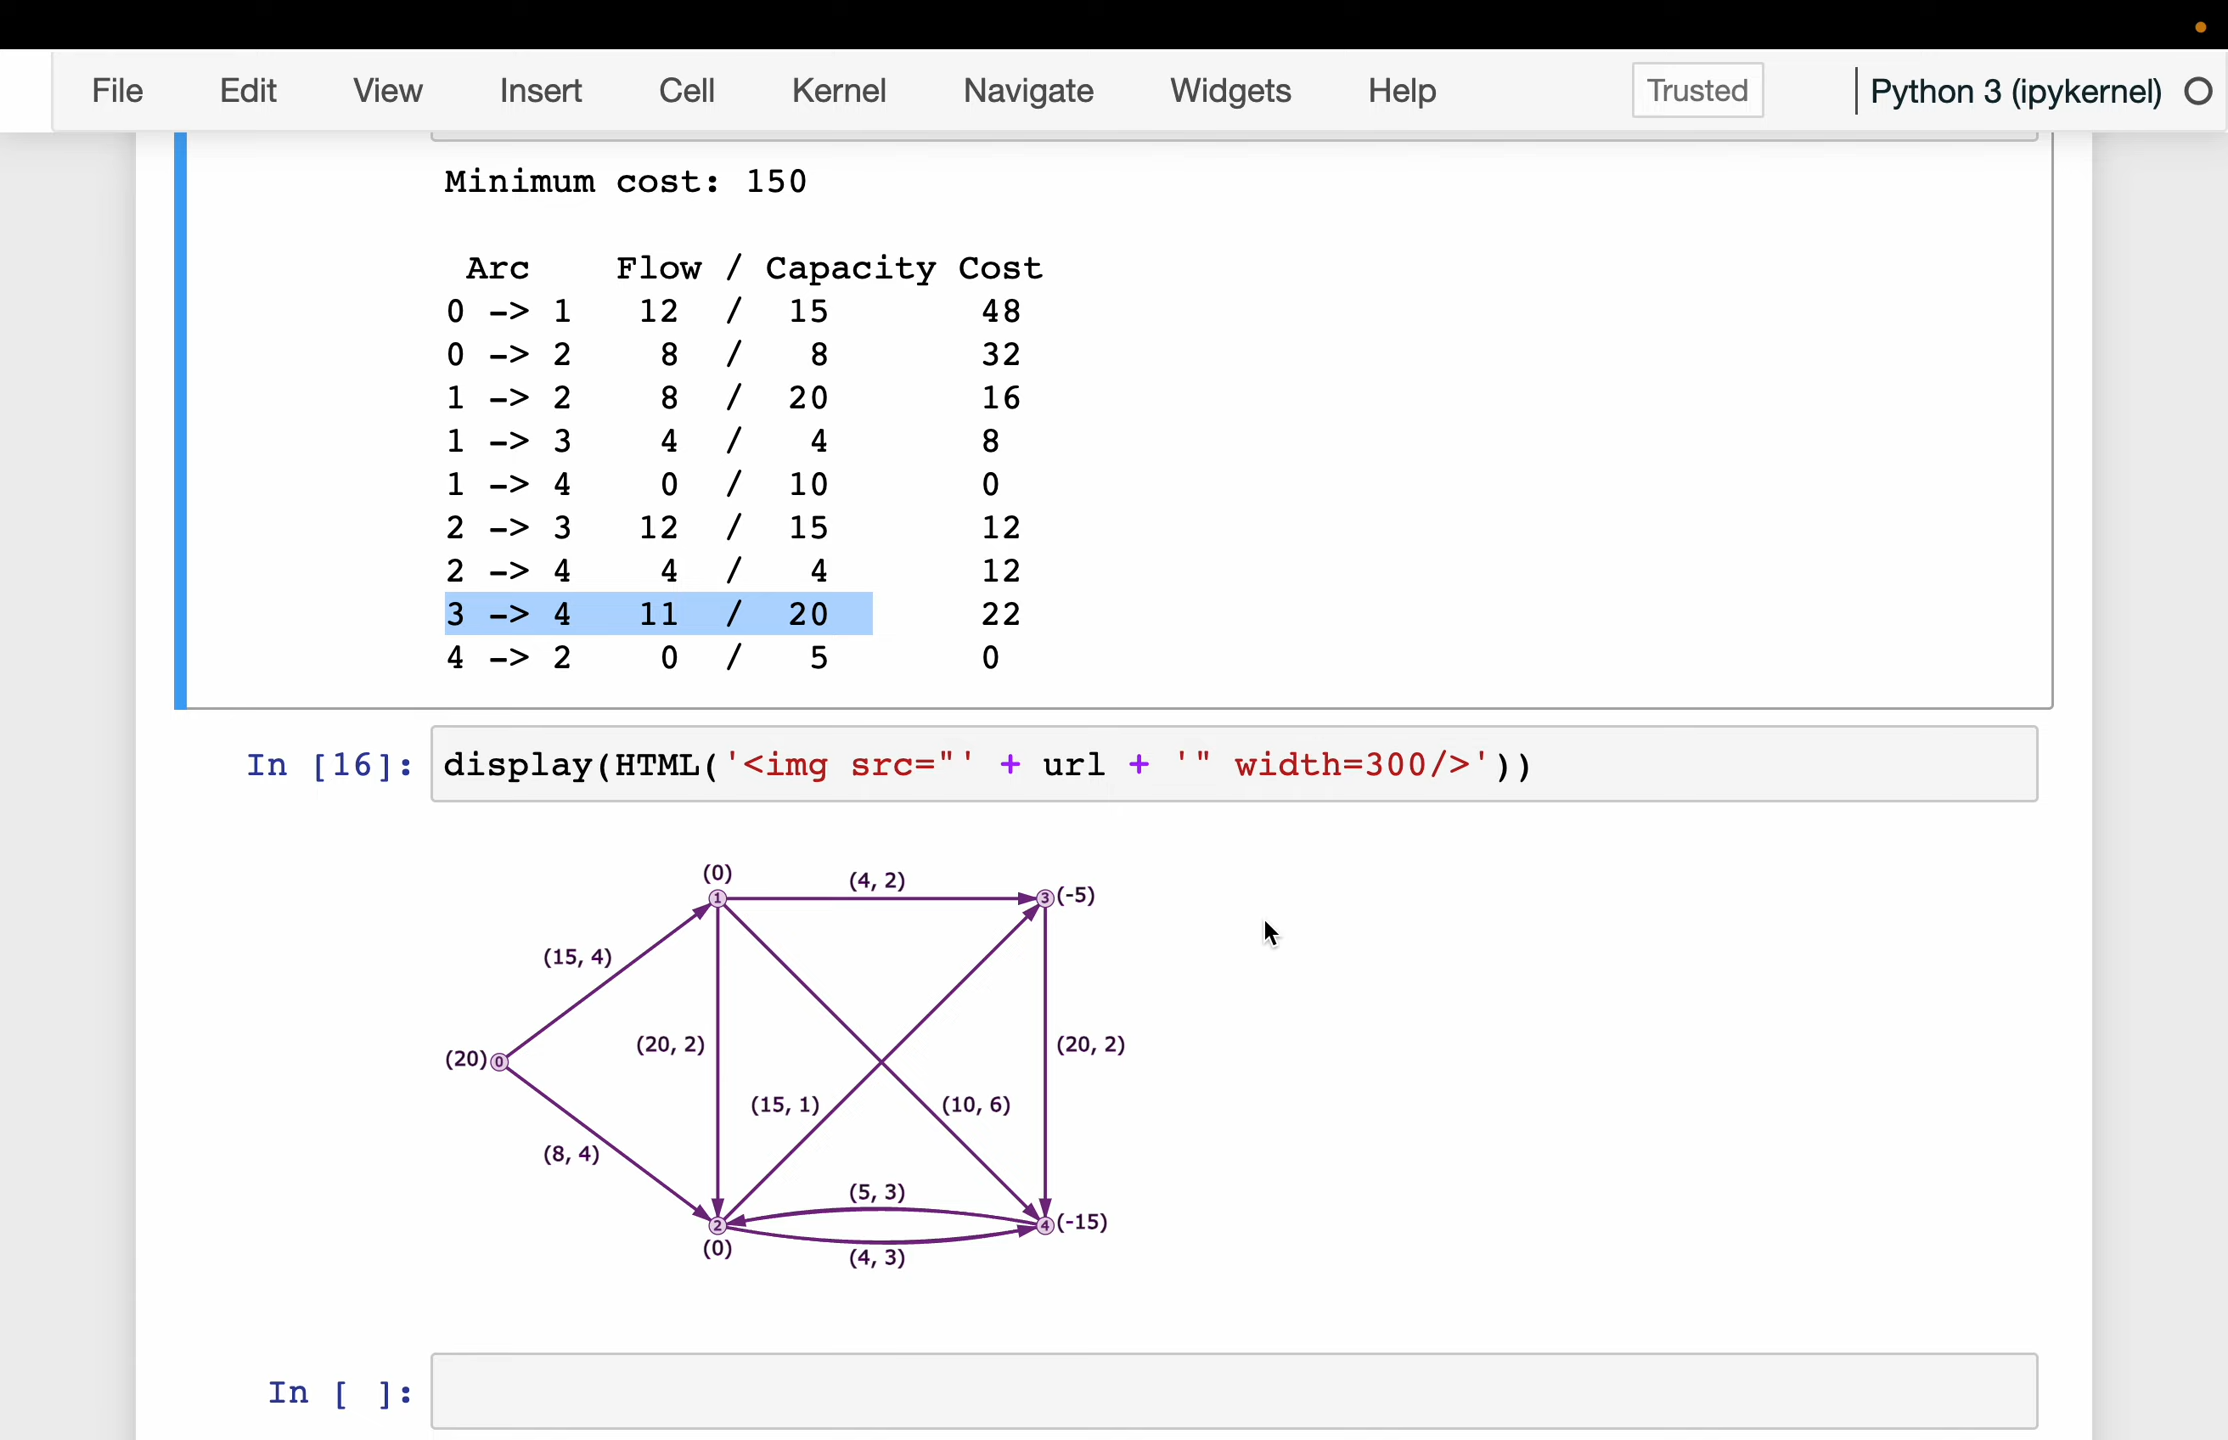 File Edit View Insert Cell Kernel Navigate Widgets Help Trusted Python 3 (ipykernel)
Minimum cost: 150
Arc Flow / Capacity Cost
0 -> 1 12 / 15 48
0 -> 2 8 / 8 32
1 -> 2 8 / 20 16
1 -> 3 4 / 4 8
1 -> 4 0 / 10 0
2 -> 3 12 / 15 12
2 -> 4 4 / 4 12
3 -> 4 11 / 20 22
4 -> 2 0 / 5 0
In [16]: display(HTML('<img src="' + url + '" width=300/>'))
(0)
(4, 2)
1
3 (-5)
(15, 4)
(20, 2)
(20, 2)
(20) 0
(15, 1)
(10, 6)
(8, 4)
(5, 3)
2
4 (-15)
(0)
(4, 3)
In [ ]: